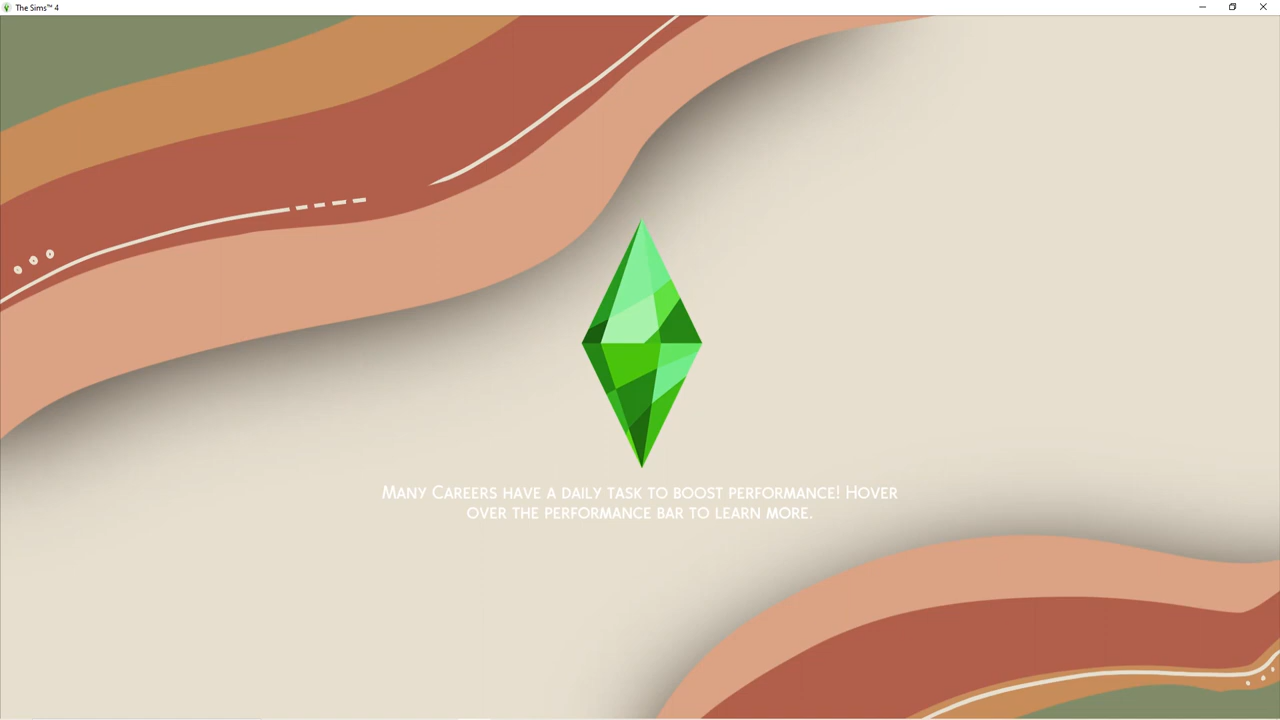 The Sims™ 4
Many Careers have a daily task to boost performance! Hover
over the performance bar to learn more.